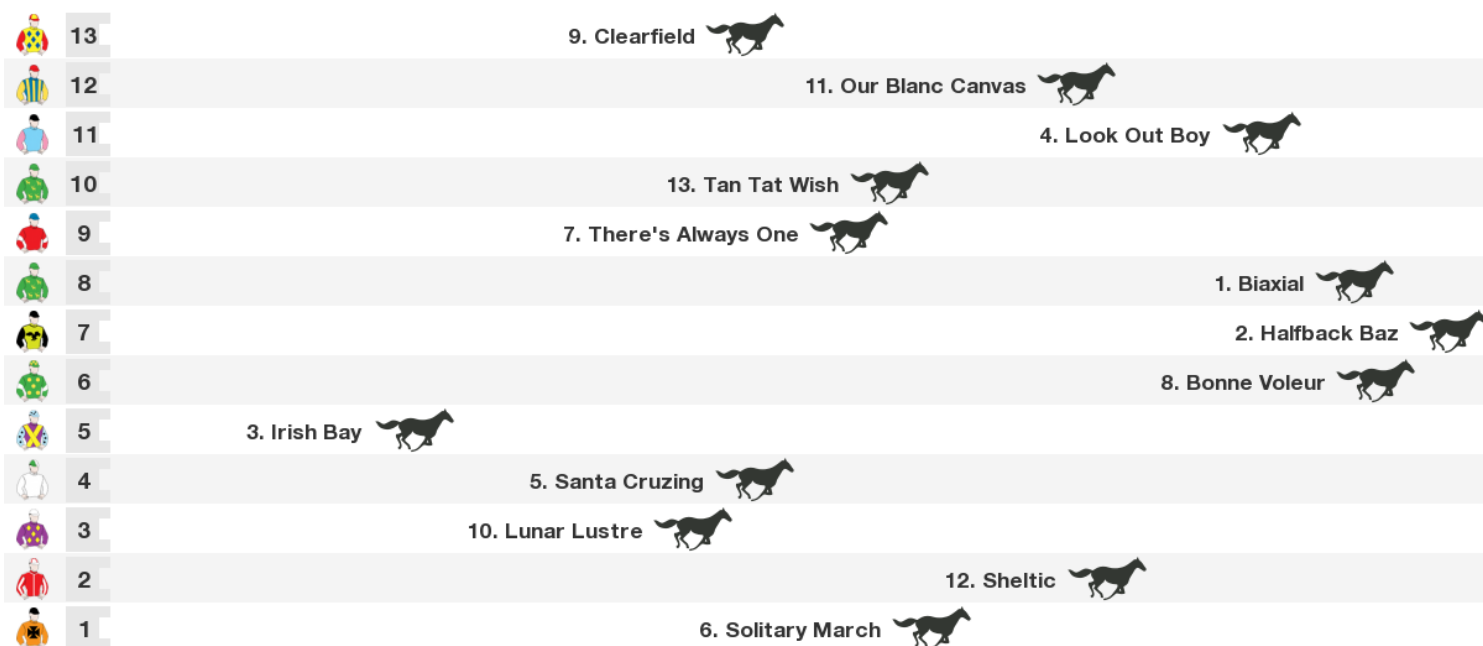 13 9. Clearfield
12 11. Our Blanc Canvas
11 4. Look Out Boy
10 13. Tan Tat Wish
9 7. There's Always One
8 1. Biaxial
7 2. Halfback Baz
6 8. Bonne Voleur
5 3. Irish Bay
4 5. Santa Cruzing
3 10. Lunar Lustre
2 12. Sheltic
1 6. Solitary March